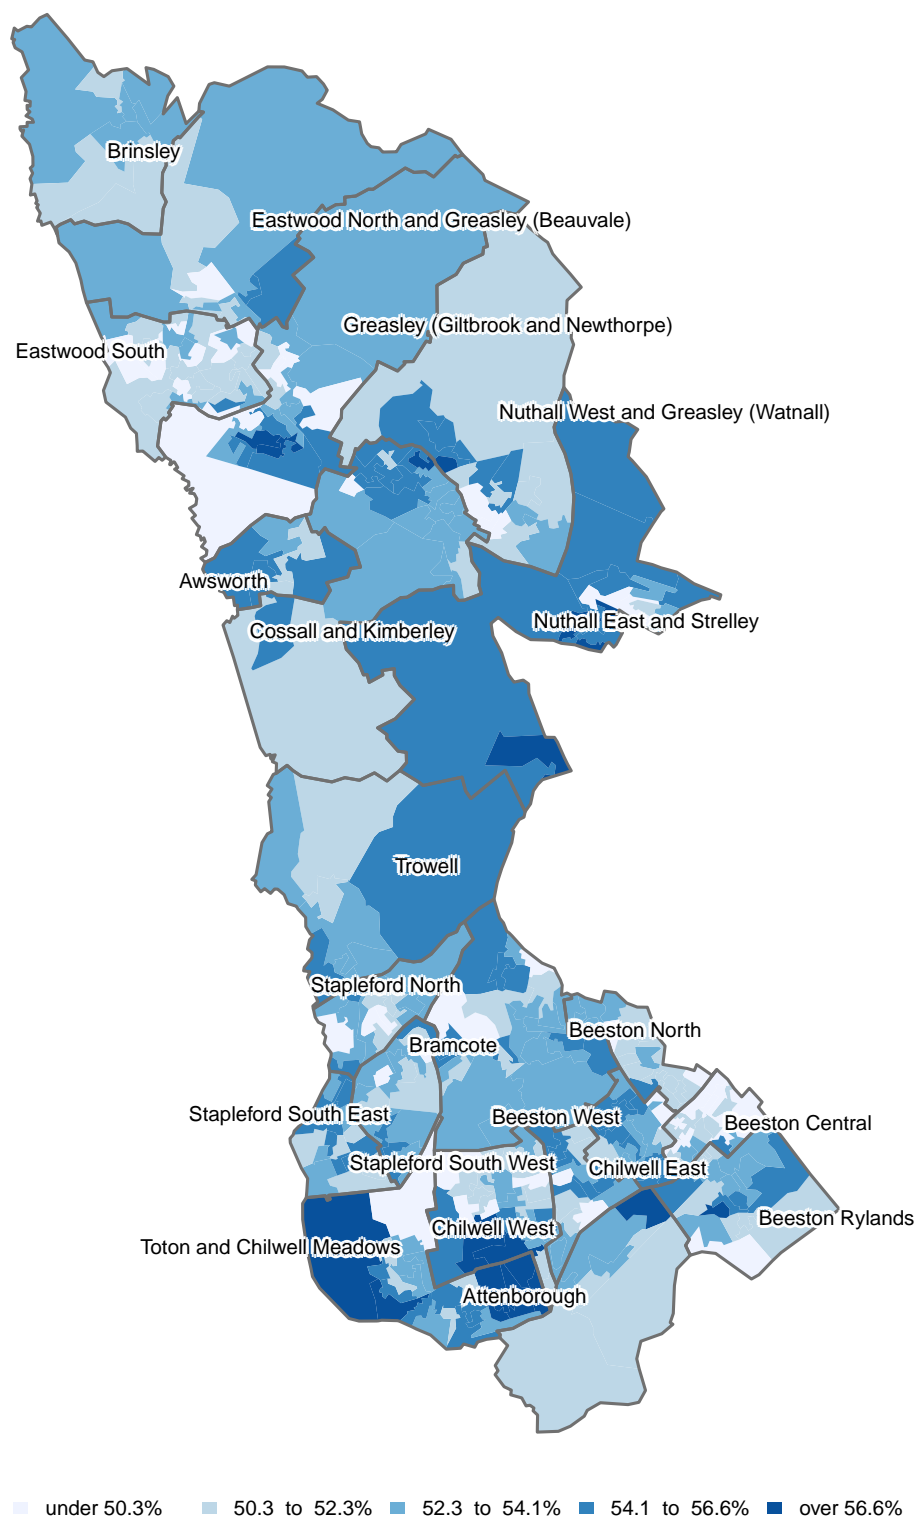 Brinsley
Eastwood North and Greasley (Beauvale)
Greasley (Giltbrook and Newthorpe)
Eastwood South
Nuthall West and Greasley (Watnall)
Awsworth
Nuthall East and Strelley
Cossall and Kimberley
Trowell
Stapleford North
Beeston North
Bramcote
Stapleford South East
Beeston West
Beeston Central
Stapleford South West
Chilwell East
Beeston Rylands
Chilwell West
Toton and Chilwell Meadows
Attenborough
under 50.3% 50.3 to 52.3% 52.3 to 54.1% 54.1 to 56.6% over 56.6%